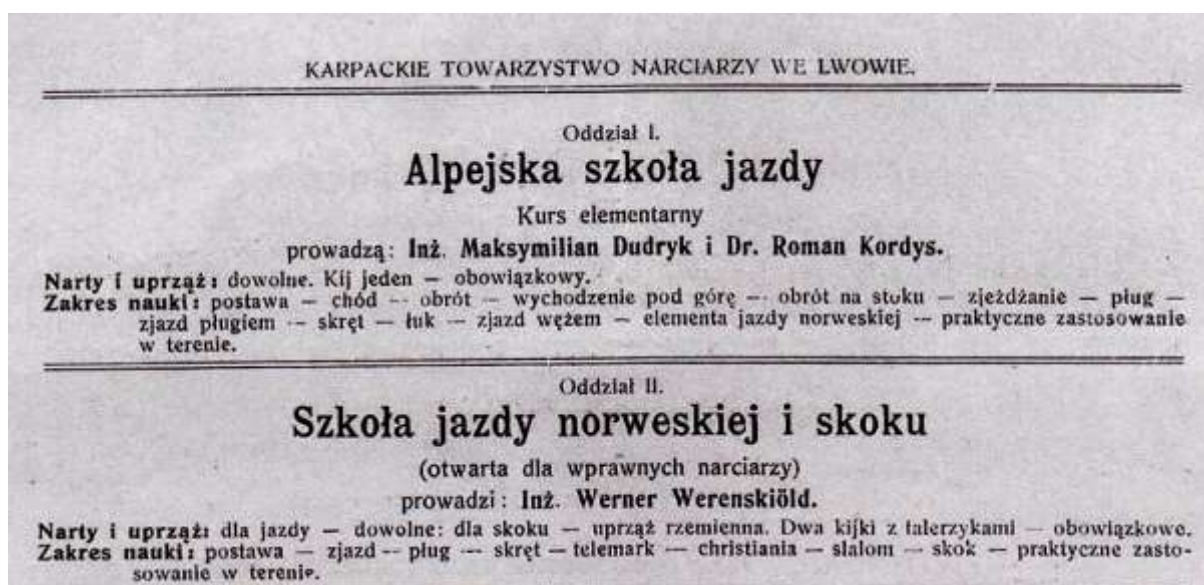 KARPACKIE TOWARZYSTWO NARCIARZY WE LWOWIE.
Oddział I.
Alpejska szkoła jazdy
Kurs elementarny
prowadzą: Inż. Maksymilian Dudryk i Dr. Roman Kordys.
Narty i uprząż: dowolne. Kij jeden — obowiązkowy.
Zakres nauki: postawa — chód — obrót — wychodzenie pod górę — obrót na stoku — zjeżdżanie — pług —
zjazd pługiem — skręt — łuk — zjazd wężem — elementa jazdy norweskiej — praktyczne zastosowanie
w terenie.
Oddział II.
Szkoła jazdy norweskiej i skoku
(otwarta dla wprawnych narciarzy)
prowadzi: Inż. Werner Werenskiöld.
Narty i uprząż: dla jazdy — dowolne: dla skoku — uprząż rzemienna. Dwa kijki z talerzykami — obowiązkowe.
Zakres nauki: postawa — zjazd — pług — skręt — telemark — christiania — slalom — skok — praktyczne zasto-
sowanie w terenie.